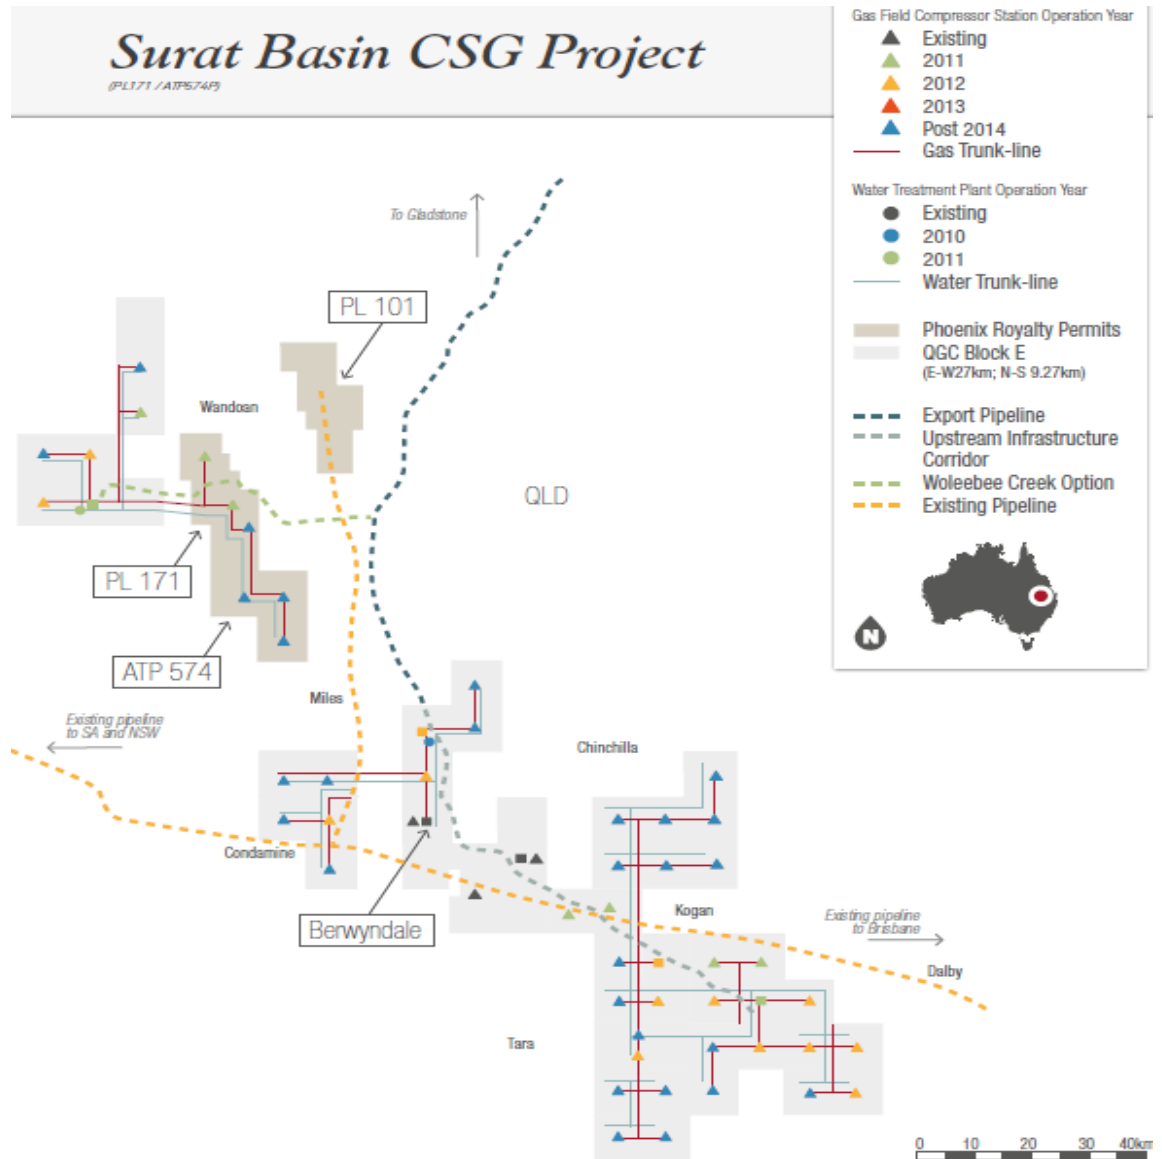 Surat Basin CSG Project
(PL171 / ATP574P)
Gas Field Compressor Station Operation Year
Existing
2011
2012
2013
Post 2014
Gas Trunk-line
Water Treatment Plant Operation Year
Existing
2010
2011
Water Trunk-line
Phoenix Royalty Permits
QGC Block E
(E-W27km; N-S 9.27km)
Export Pipeline
Upstream Infrastructure
Corridor
Woleebee Creek Option
Existing Pipeline
N
To Gladstone
PL 101
Wandoan
QLD
PL 171
ATP 574
Miles
Existing pipeline
to SA and NSW
Chinchilla
Condamine
Berwyndale
Kogan
Existing pipeline
to Brisbane
Dalby
Tara
0 10 20 30 40km